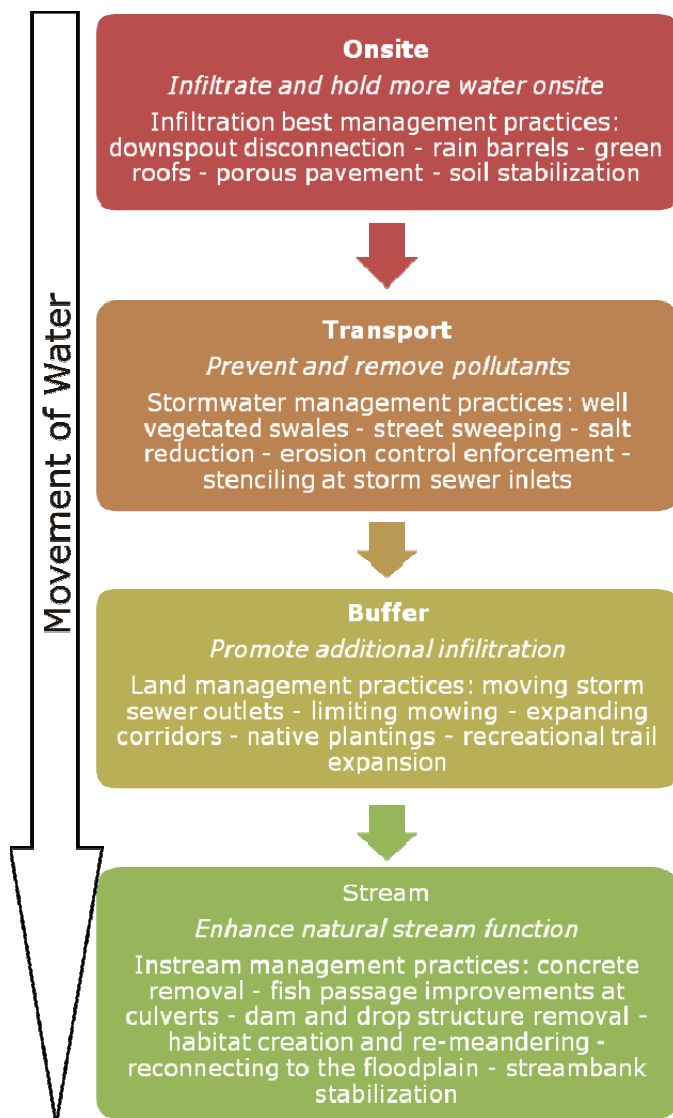 Movement of Water
Onsite
Infiltrate and hold more water onsite
Infiltration best management practices:
downspout disconnection - rain barrels - green
roofs - porous pavement - soil stabilization
Transport
Prevent and remove pollutants
Stormwater management practices: well
vegetated swales - street sweeping - salt
reduction - erosion control enforcement -
stenciling at storm sewer inlets
Buffer
Promote additional infilitration
Land management practices: moving storm
sewer outlets - limiting mowing - expanding
corridors - native plantings - recreational trail
expansion
Stream
Enhance natural stream function
Instream management practices: concrete
removal - fish passage improvements at
culverts - dam and drop structure removal -
habitat creation and re-meandering -
reconnecting to the floodplain - streambank
stabilization